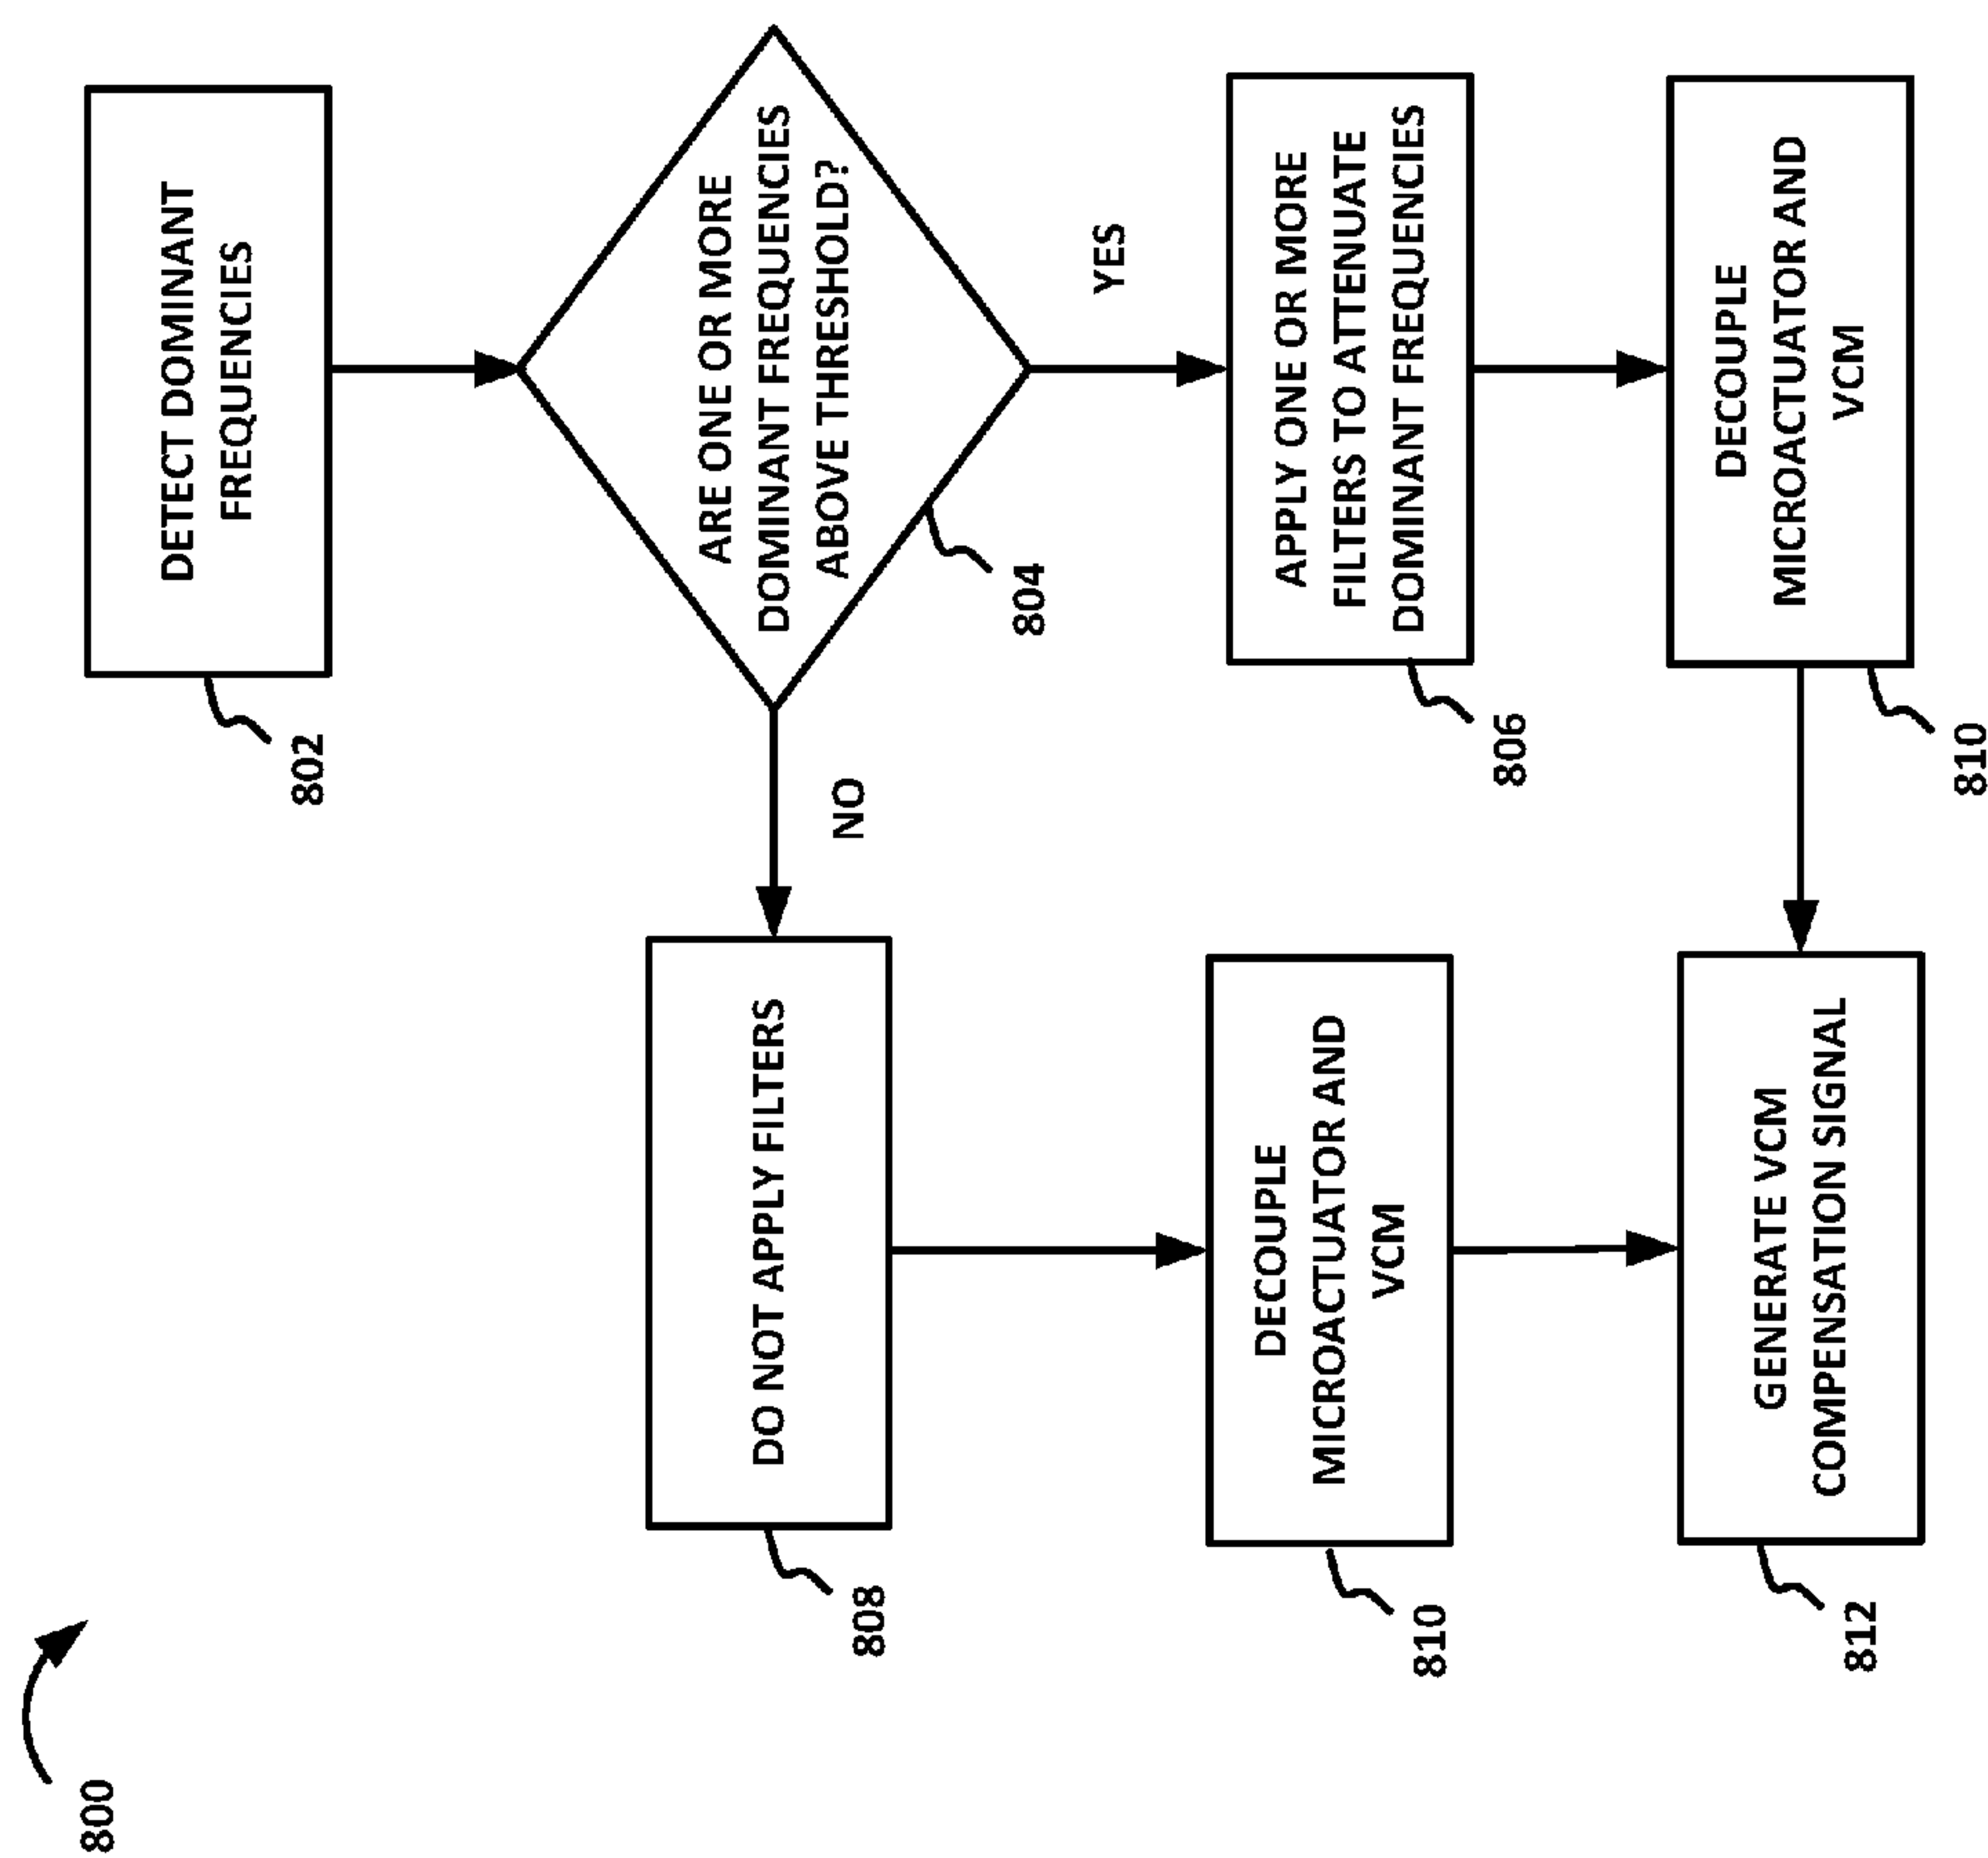 800
DETECT DOMINANT
FREQUENCIES
802
ARE ONE OR MORE
DOMINANT FREQUENCIES
ABOVE THRESHOLD?
804
NO
YES
DO NOT APPLY FILTERS
808
APPLY ONE OR MORE
FILTERS TO ATTENUATE
DOMINANT FREQUENCIES
806
DECOUPLE
MICROACTUATOR AND
VCM
810
DECOUPLE
MICROACTUATOR AND
VCM
810
GENERATE VCM
COMPENSATION SIGNAL
812